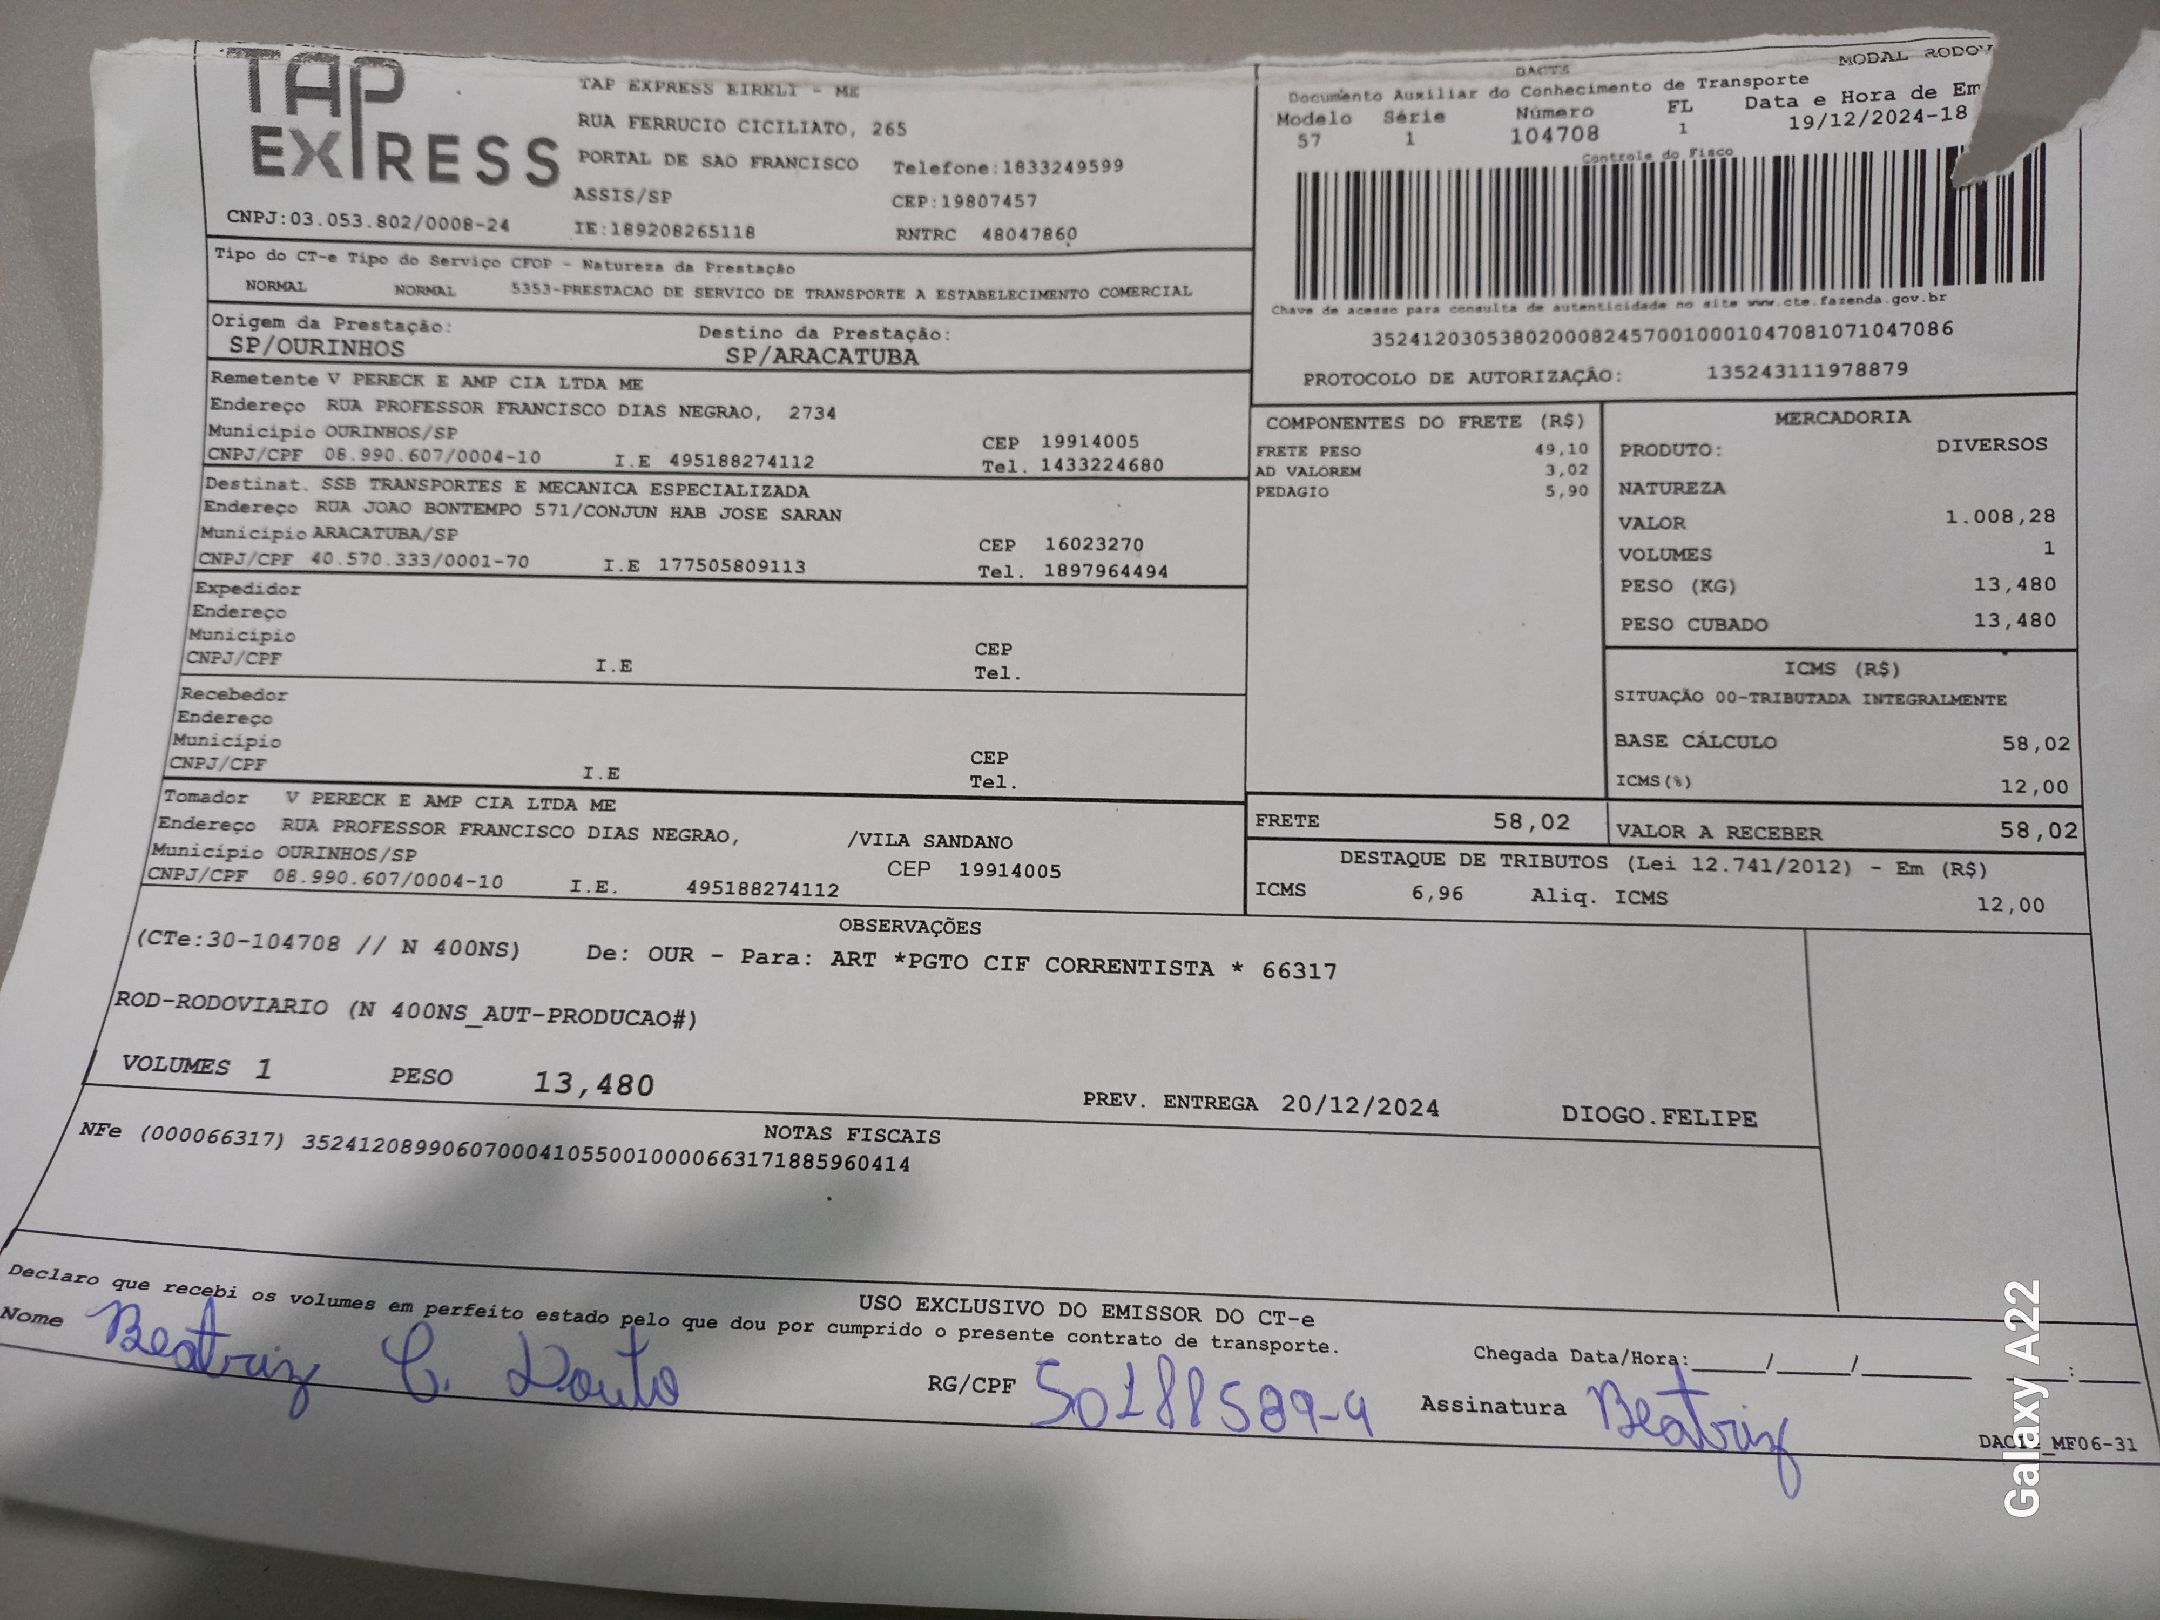 TAP EXPRESS
TAP EXPRESS EIRELI - ME
RUA FERRUCIO CICILIATO, 265
PORTAL DE SAO FRANCISCO Telefone:1833249599
ASSIS/SP CEP:19807457
CNPJ:03.053.802/0008-24 IE:189208265118 RNTRC 48047860
MODAL RODOV
DACTE
Documento Auxiliar do Conhecimento de Transporte
Modelo Série Número FL Data e Hora de Em
57 1 104708 1 19/12/2024-18
Controle do Fisco
Chave de acesso para consulta de autenticidade no site www.cte.fazenda.gov.br
35241203053802000824570010001047081071047086
PROTOCOLO DE AUTORIZAÇÃO: 135243111978879
Tipo do CT-e Tipo do Serviço CFOP - Natureza da Prestação
NORMAL NORMAL 5353-PRESTACAO DE SERVICO DE TRANSPORTE A ESTABELECIMENTO COMERCIAL
Origem da Prestação: Destino da Prestação:
SP/OURINHOS SP/ARACATUBA
Remetente V PERECK E AMP CIA LTDA ME
Endereço RUA PROFESSOR FRANCISCO DIAS NEGRAO, 2734
Municipio OURINHOS/SP CEP 19914005
CNPJ/CPF 08.990.607/0004-10 I.E 495188274112 Tel. 1433224680
Destinat. SSB TRANSPORTES E MECANICA ESPECIALIZADA
Endereço RUA JOAO BONTEMPO 571/CONJUN HAB JOSE SARAN
Municipio ARACATUBA/SP CEP 16023270
CNPJ/CPF 40.570.333/0001-70 I.E 177505809113 Tel. 1897964494
Expedidor
Endereço
Município CEP
CNPJ/CPF I.E Tel.
Recebedor
Endereço
Município CEP
CNPJ/CPF I.E Tel.
Tomador V PERECK E AMP CIA LTDA ME
Endereço RUA PROFESSOR FRANCISCO DIAS NEGRAO, /VILA SANDANO
Municipio OURINHOS/SP CEP 19914005
CNPJ/CPF 08.990.607/0004-10 I.E. 495188274112
COMPONENTES DO FRETE (R$)
FRETE PESO 49,10
AD VALOREM 3,02
PEDAGIO 5,90
MERCADORIA
PRODUTO: DIVERSOS
NATUREZA
VALOR 1.008,28
VOLUMES 1
PESO (KG) 13,480
PESO CUBADO 13,480
ICMS (R$)
SITUAÇÃO 00-TRIBUTADA INTEGRALMENTE
BASE CÁLCULO 58,02
ICMS(%) 12,00
FRETE 58,02 VALOR A RECEBER 58,02
DESTAQUE DE TRIBUTOS (Lei 12.741/2012) - Em (R$)
ICMS 6,96 Aliq. ICMS 12,00
OBSERVAÇÕES
(CTe:30-104708 // N 400NS) De: OUR - Para: ART *PGTO CIF CORRENTISTA * 66317
ROD-RODOVIARIO (N 400NS_AUT-PRODUCAO#)
VOLUMES 1 PESO 13,480 PREV. ENTREGA 20/12/2024 DIOGO.FELIPE
NOTAS FISCAIS
NFe (000066317) 35241208990607000410550010000663171885960414
USO EXCLUSIVO DO EMISSOR DO CT-e
Declaro que recebi os volumes em perfeito estado pelo que dou por cumprido o presente contrato de transporte.
Nome Beatriz C. Douto RG/CPF 50188589-9 Assinatura Beatriz
Chegada Data/Hora:_____/_____/________ ____:____
MF06-31
Galaxy A22